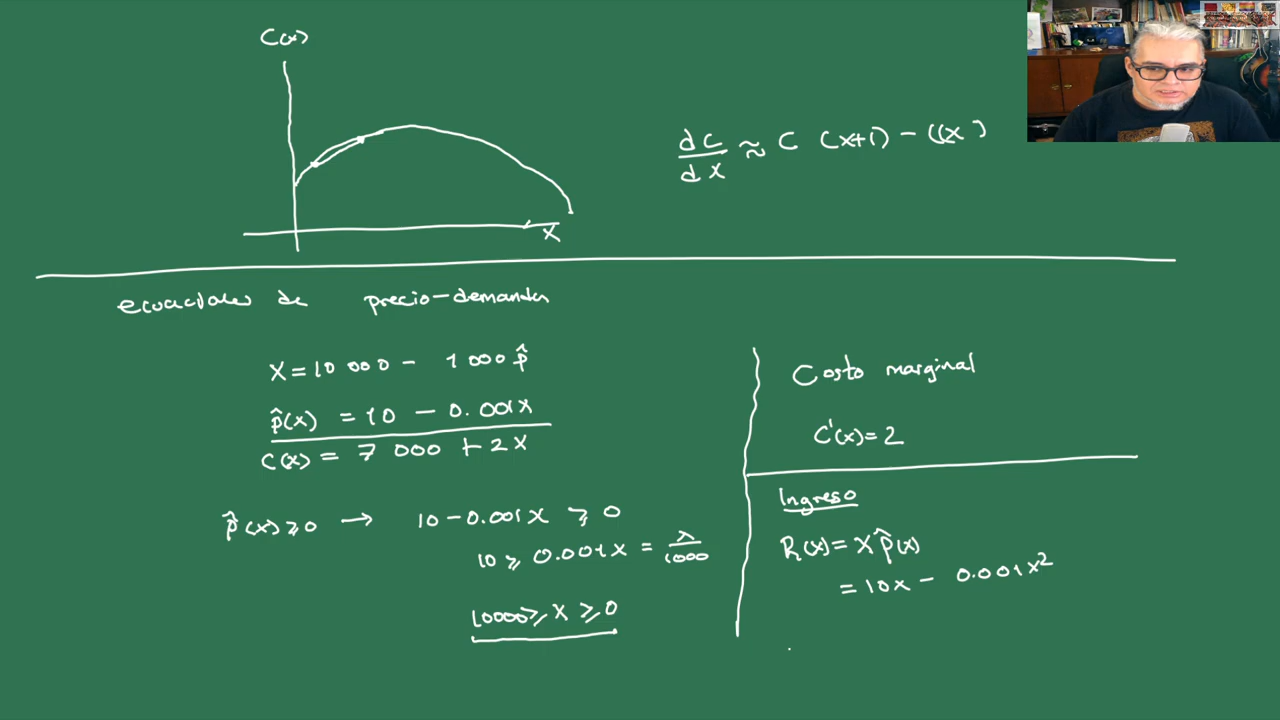 C(x)
x
dC/dx ≈ C (x+1) − C(x)
ecuaciones de precio-demanda
x = 10 000 − 1 000 p̂
p̂(x) = 10 − 0.001x
C(x) = 7 000 + 2x
p̂(x) ≥ 0 → 10 − 0.001x ≥ 0
10 ≥ 0.001x = x/1000
10000 ≥ x ≥ 0
Costo marginal
C'(x) = 2
Ingreso
R(x) = x p̂(x)
= 10x − 0.001x²